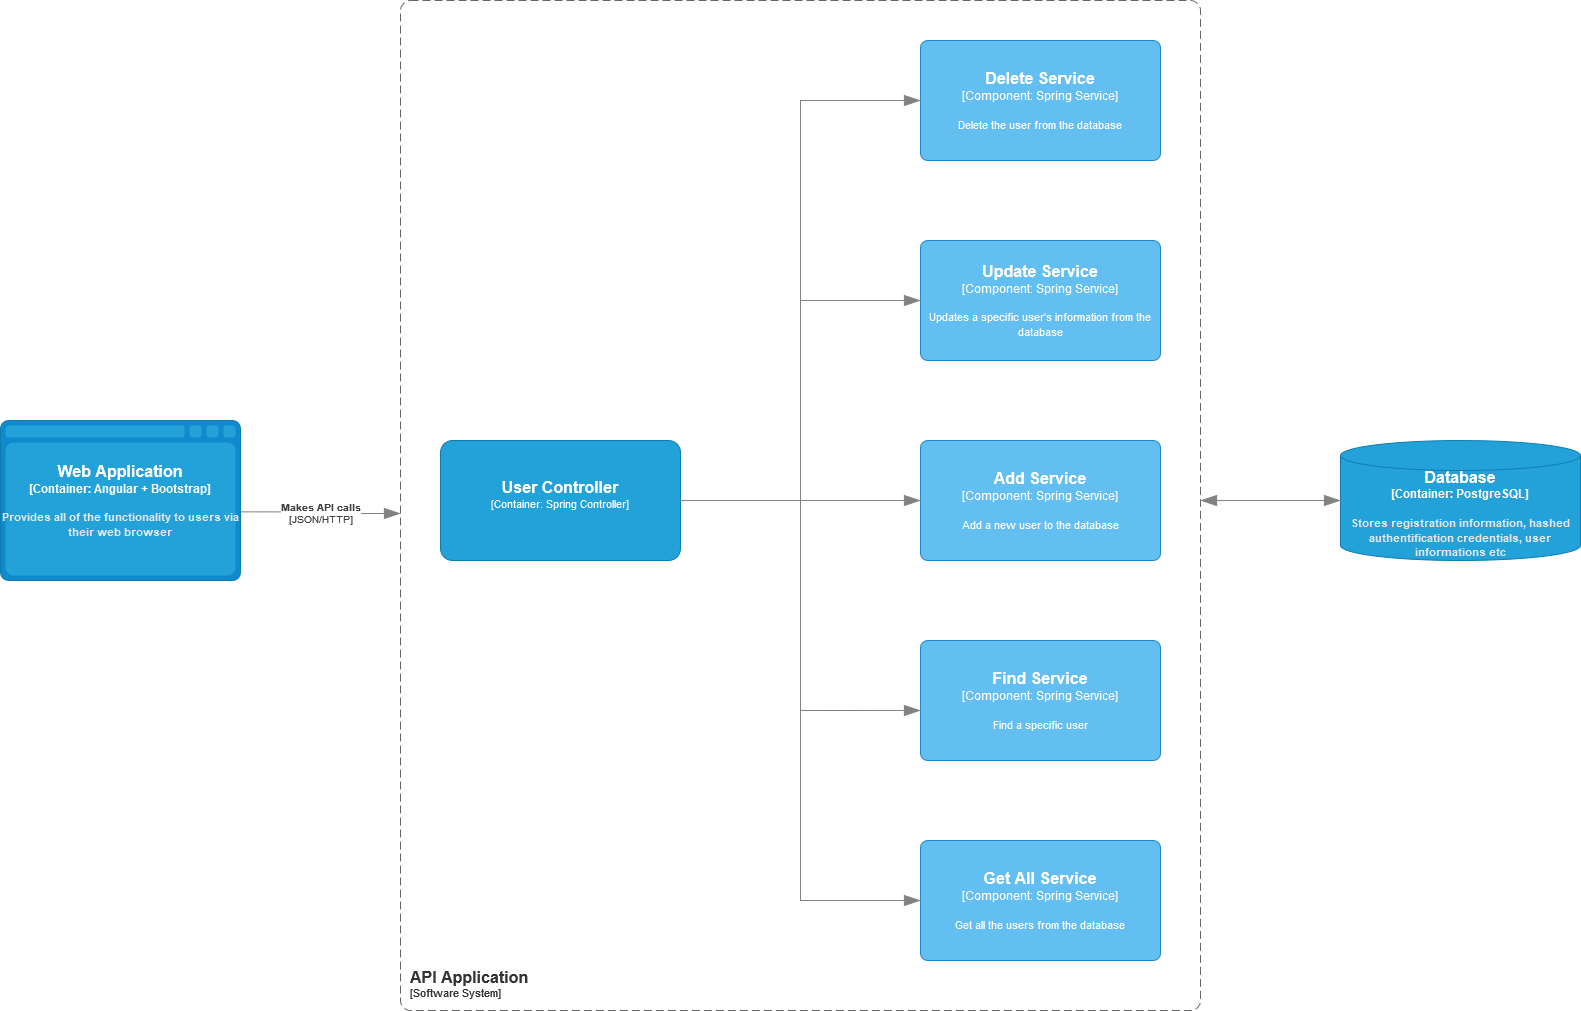 Delete Service
[Component: Spring Service]
Delete the user from the database
Update Service
[Component: Spring Service]
Updates a specific user's information from the
database
Web Application
[Container: Angular + Bootstrap]
Provides all of the functionality to users via
their web browser
Makes API calls
[JSON/HTTP]
User Controller
[Container: Spring Controller]
Add Service
[Component: Spring Service]
Add a new user to the database
Database
[Container: PostgreSQL]
Stores registration information, hashed
authentification credentials, user
informations etc
Find Service
[Component: Spring Service]
Find a specific user
Get All Service
[Component: Spring Service]
Get all the users from the database
API Application
[Software System]